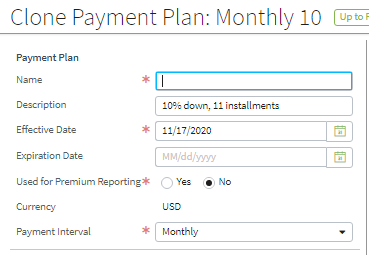 Clone Payment Plan: Monthly 10 Up to
Payment Plan
Name *
Description 10% down, 11 installments
Effective Date * 11/17/2020
Expiration Date MM/dd/yyyy
Used for Premium Reporting* Yes No
Currency USD
Payment Interval * Monthly